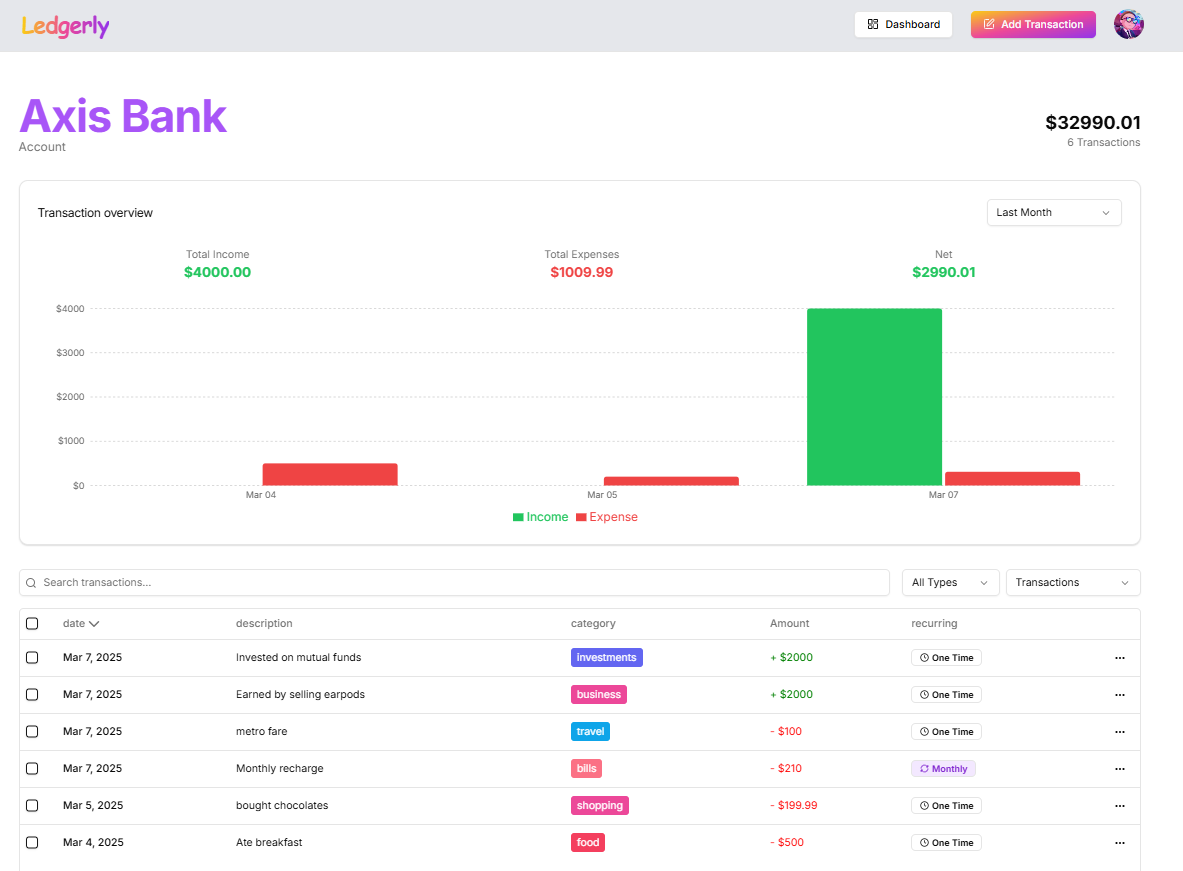 Ledgerly
Dashboard
Add Transaction
Axis Bank
Account
$32990.01
6 Transactions
Transaction overview
Last Month
Total Income
$4000.00
Total Expenses
$1009.99
Net
$2990.01
$4000
$3000
$2000
$1000
$0
Mar 04 Mar 05 Mar 07
Income Expense
Search transactions...
All Types
Transactions
date description category Amount recurring
Mar 7, 2025 Invested on mutual funds investments + $2000 One Time ...
Mar 7, 2025 Earned by selling earpods business + $2000 One Time ...
Mar 7, 2025 metro fare travel - $100 One Time ...
Mar 7, 2025 Monthly recharge bills - $210 Monthly ...
Mar 5, 2025 bought chocolates shopping - $199.99 One Time ...
Mar 4, 2025 Ate breakfast food - $500 One Time ...